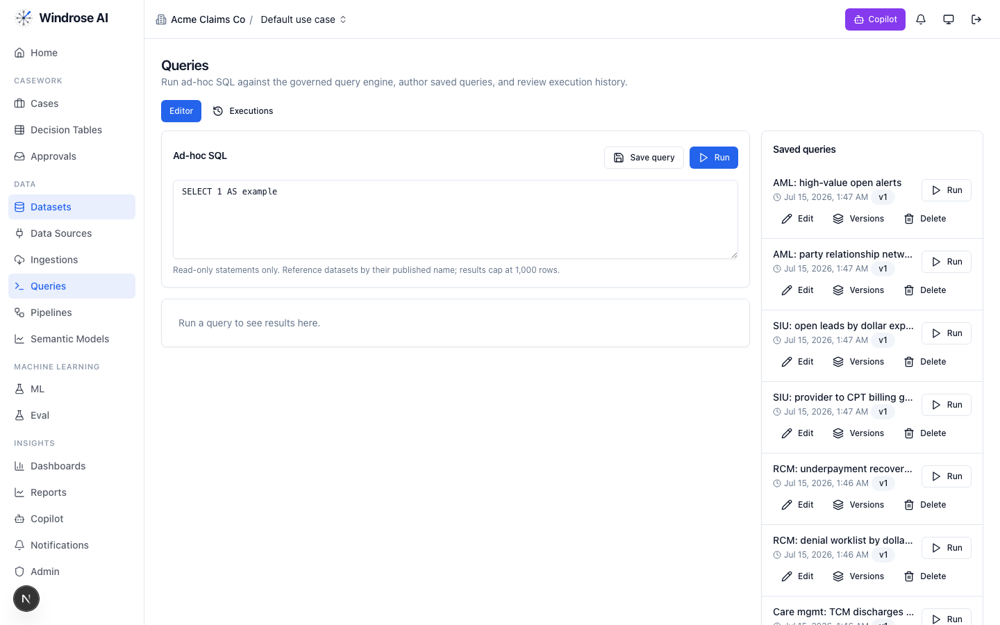 Windrose AI
Acme Claims Co / Default use case
Copilot
Home
CASEWORK
Cases
Decision Tables
Approvals
DATA
Datasets
Data Sources
Ingestions
Queries
Pipelines
Semantic Models
MACHINE LEARNING
ML
Eval
INSIGHTS
Dashboards
Reports
Copilot
Notifications
Admin
N
Queries
Run ad-hoc SQL against the governed query engine, author saved queries, and review execution history.
Editor Executions
Ad-hoc SQL
Save query Run
SELECT 1 AS example
Read-only statements only. Reference datasets by their published name; results cap at 1,000 rows.
Run a query to see results here.
Saved queries
AML: high-value open alerts
Run
Jul 15, 2026, 1:47 AM v1
Edit Versions Delete
AML: party relationship netw...
Run
Jul 15, 2026, 1:47 AM v1
Edit Versions Delete
SIU: open leads by dollar exp...
Run
Jul 15, 2026, 1:47 AM v1
Edit Versions Delete
SIU: provider to CPT billing g...
Run
Jul 15, 2026, 1:47 AM v1
Edit Versions Delete
RCM: underpayment recover...
Run
Jul 15, 2026, 1:46 AM v1
Edit Versions Delete
RCM: denial worklist by dolla...
Run
Jul 15, 2026, 1:46 AM v1
Edit Versions Delete
Care mgmt: TCM discharges ...
Run